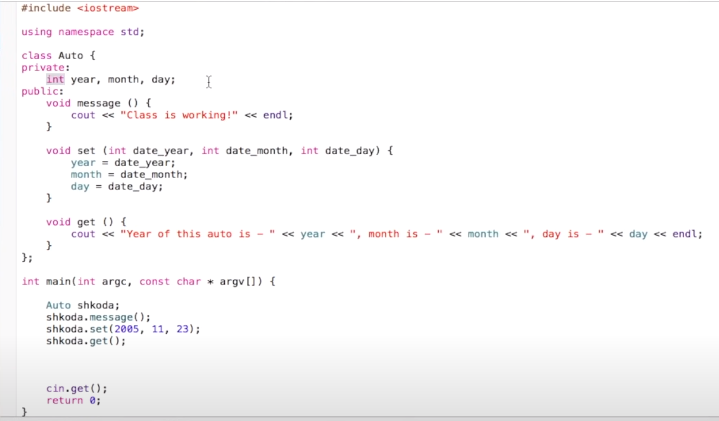 #include <iostream>
using namespace std;
class Auto {
private:
    int year, month, day;
public:
    void message () {
        cout << "Class is working!" << endl;
    }
    void set (int date_year, int date_month, int date_day) {
        year = date_year;
        month = date_month;
        day = date_day;
    }
    void get () {
        cout << "Year of this auto is – " << year << ", month is – " << month << ", day is – " << day << endl;
    }
};
int main(int argc, const char * argv[]) {
    Auto shkoda;
    shkoda.message();
    shkoda.set(2005, 11, 23);
    shkoda.get();
    cin.get();
    return 0;
}